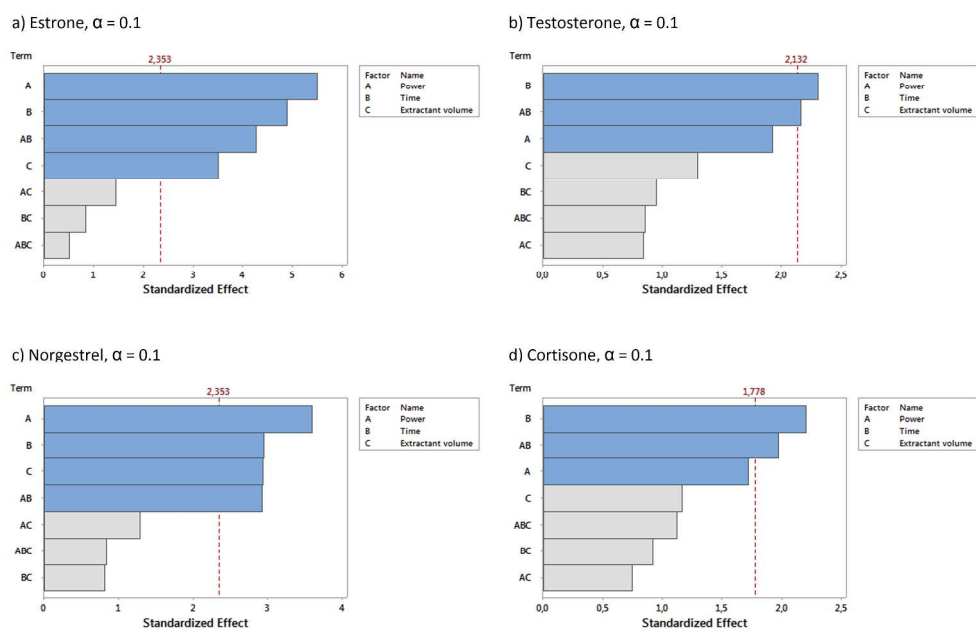 a) Estrone, α = 0.1
Term
2,353
A
B
AB
C
AC
BC
ABC
0 1 2 3 4 5 6
Standardized Effect
Factor Name
A Power
B Time
C Extractant volume
b) Testosterone, α = 0.1
Term
2,132
B
AB
A
C
BC
ABC
AC
0,0 0,5 1,0 1,5 2,0 2,5
Standardized Effect
Factor Name
A Power
B Time
C Extractant volume
c) Norgestrel, α = 0.1
Term
2,353
A
B
C
AB
AC
ABC
BC
0 1 2 3 4
Standardized Effect
Factor Name
A Power
B Time
C Extractant volume
d) Cortisone, α = 0.1
Term
1,778
B
AB
A
C
ABC
BC
AC
0,0 0,5 1,0 1,5 2,0 2,5
Standardized Effect
Factor Name
A Power
B Time
C Extractant volume